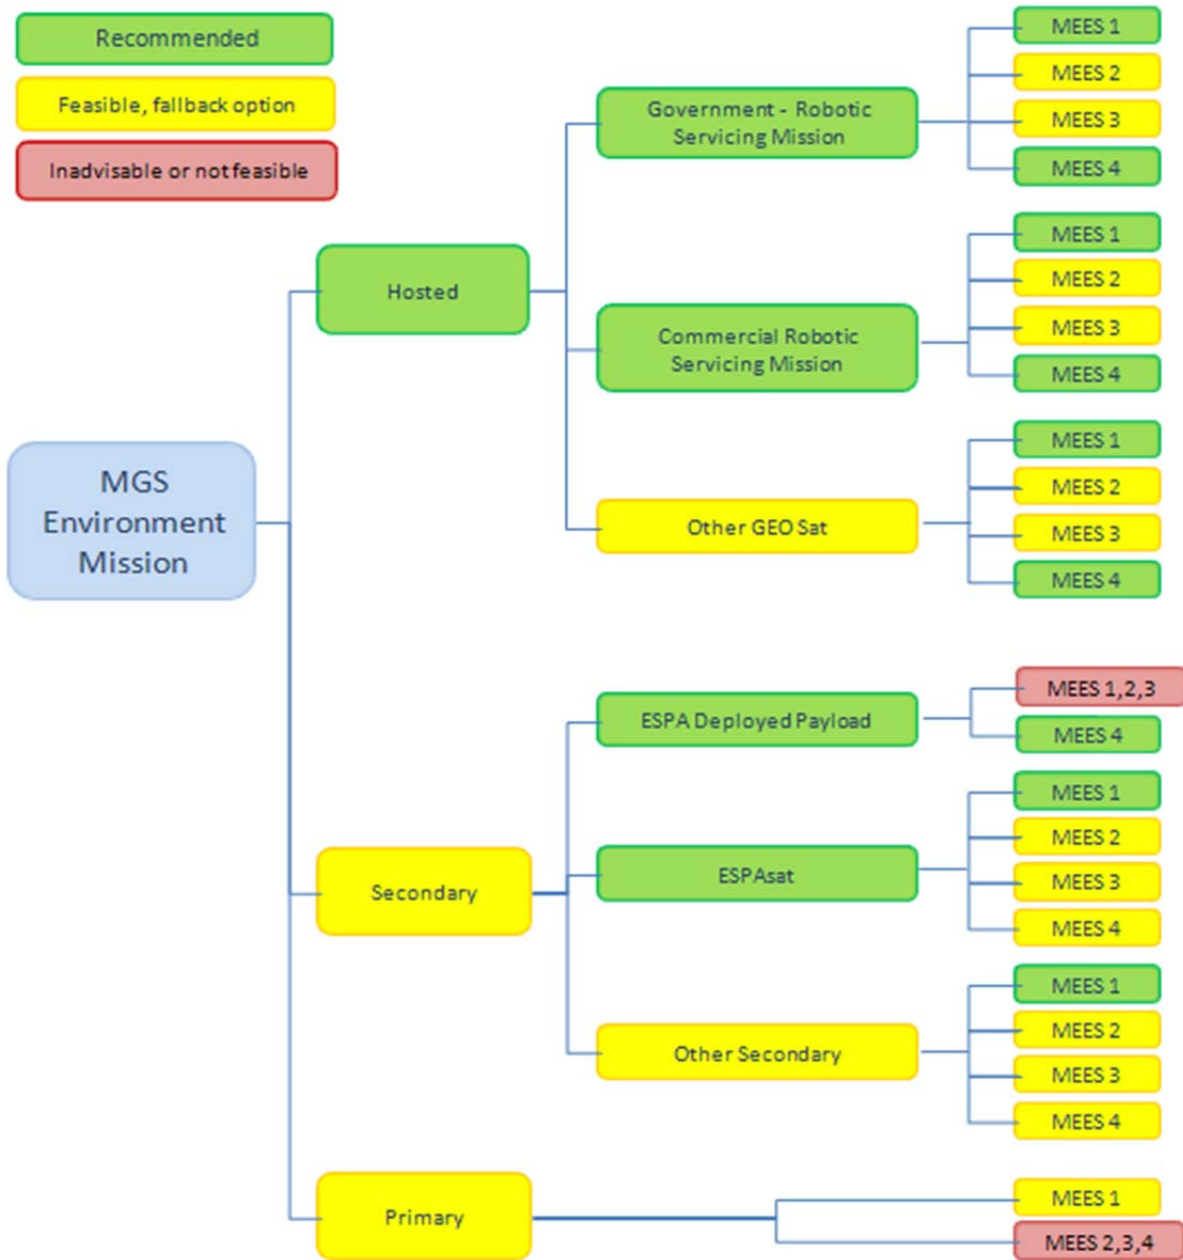 Recommended
Feasible, fallback option
Inadvisable or not feasible
MGS
Environment
Mission
Hosted
Government - Robotic
Servicing Mission
MEES 1
MEES 2
MEES 3
MEES 4
Commercial Robotic
Servicing Mission
MEES 1
MEES 2
MEES 3
MEES 4
Other GEO Sat
MEES 1
MEES 2
MEES 3
MEES 4
Secondary
ESPA Deployed Payload
MEES 1,2,3
MEES 4
ESPAsat
MEES 1
MEES 2
MEES 3
MEES 4
Other Secondary
MEES 1
MEES 2
MEES 3
MEES 4
Primary
MEES 1
MEES 2,3,4